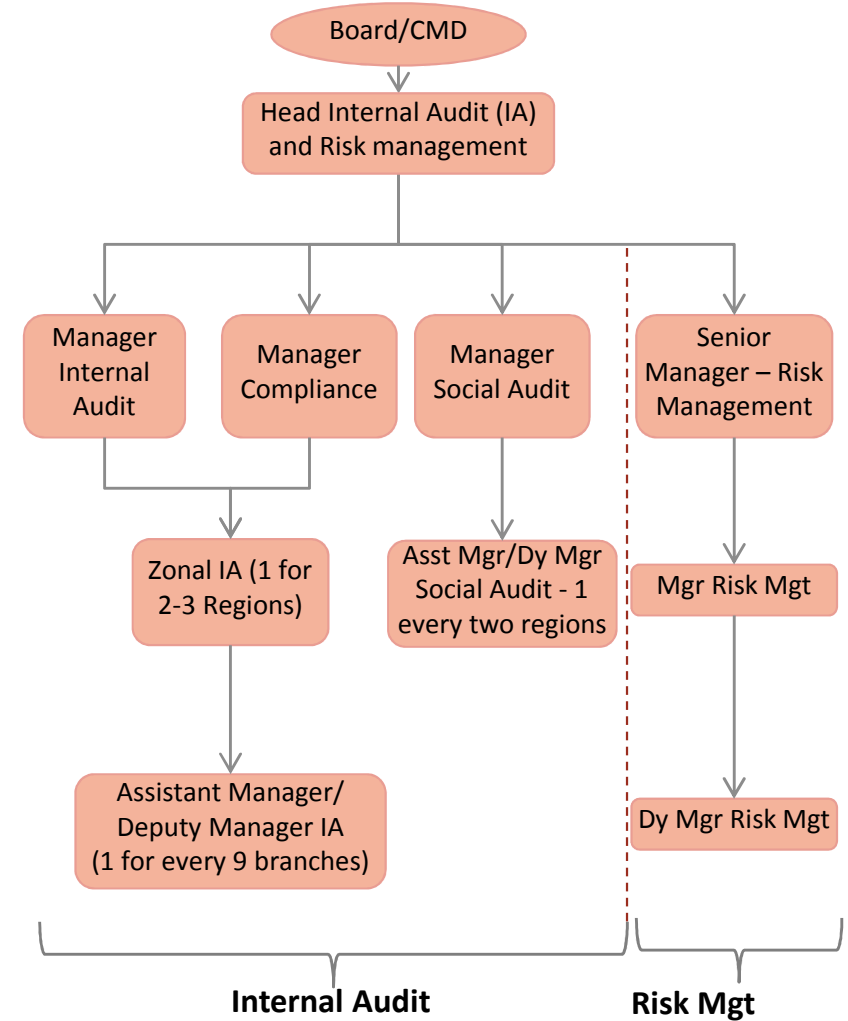 Board/CMD
Head Internal Audit (IA)
and Risk management
Manager
Internal
Audit
Manager
Compliance
Manager
Social Audit
Senior
Manager – Risk
Management
Zonal IA (1 for
2-3 Regions)
Asst Mgr/Dy Mgr
Social Audit - 1
every two regions
Mgr Risk Mgt
Assistant Manager/
Deputy Manager IA
(1 for every 9 branches)
Dy Mgr Risk Mgt
Internal Audit
Risk Mgt